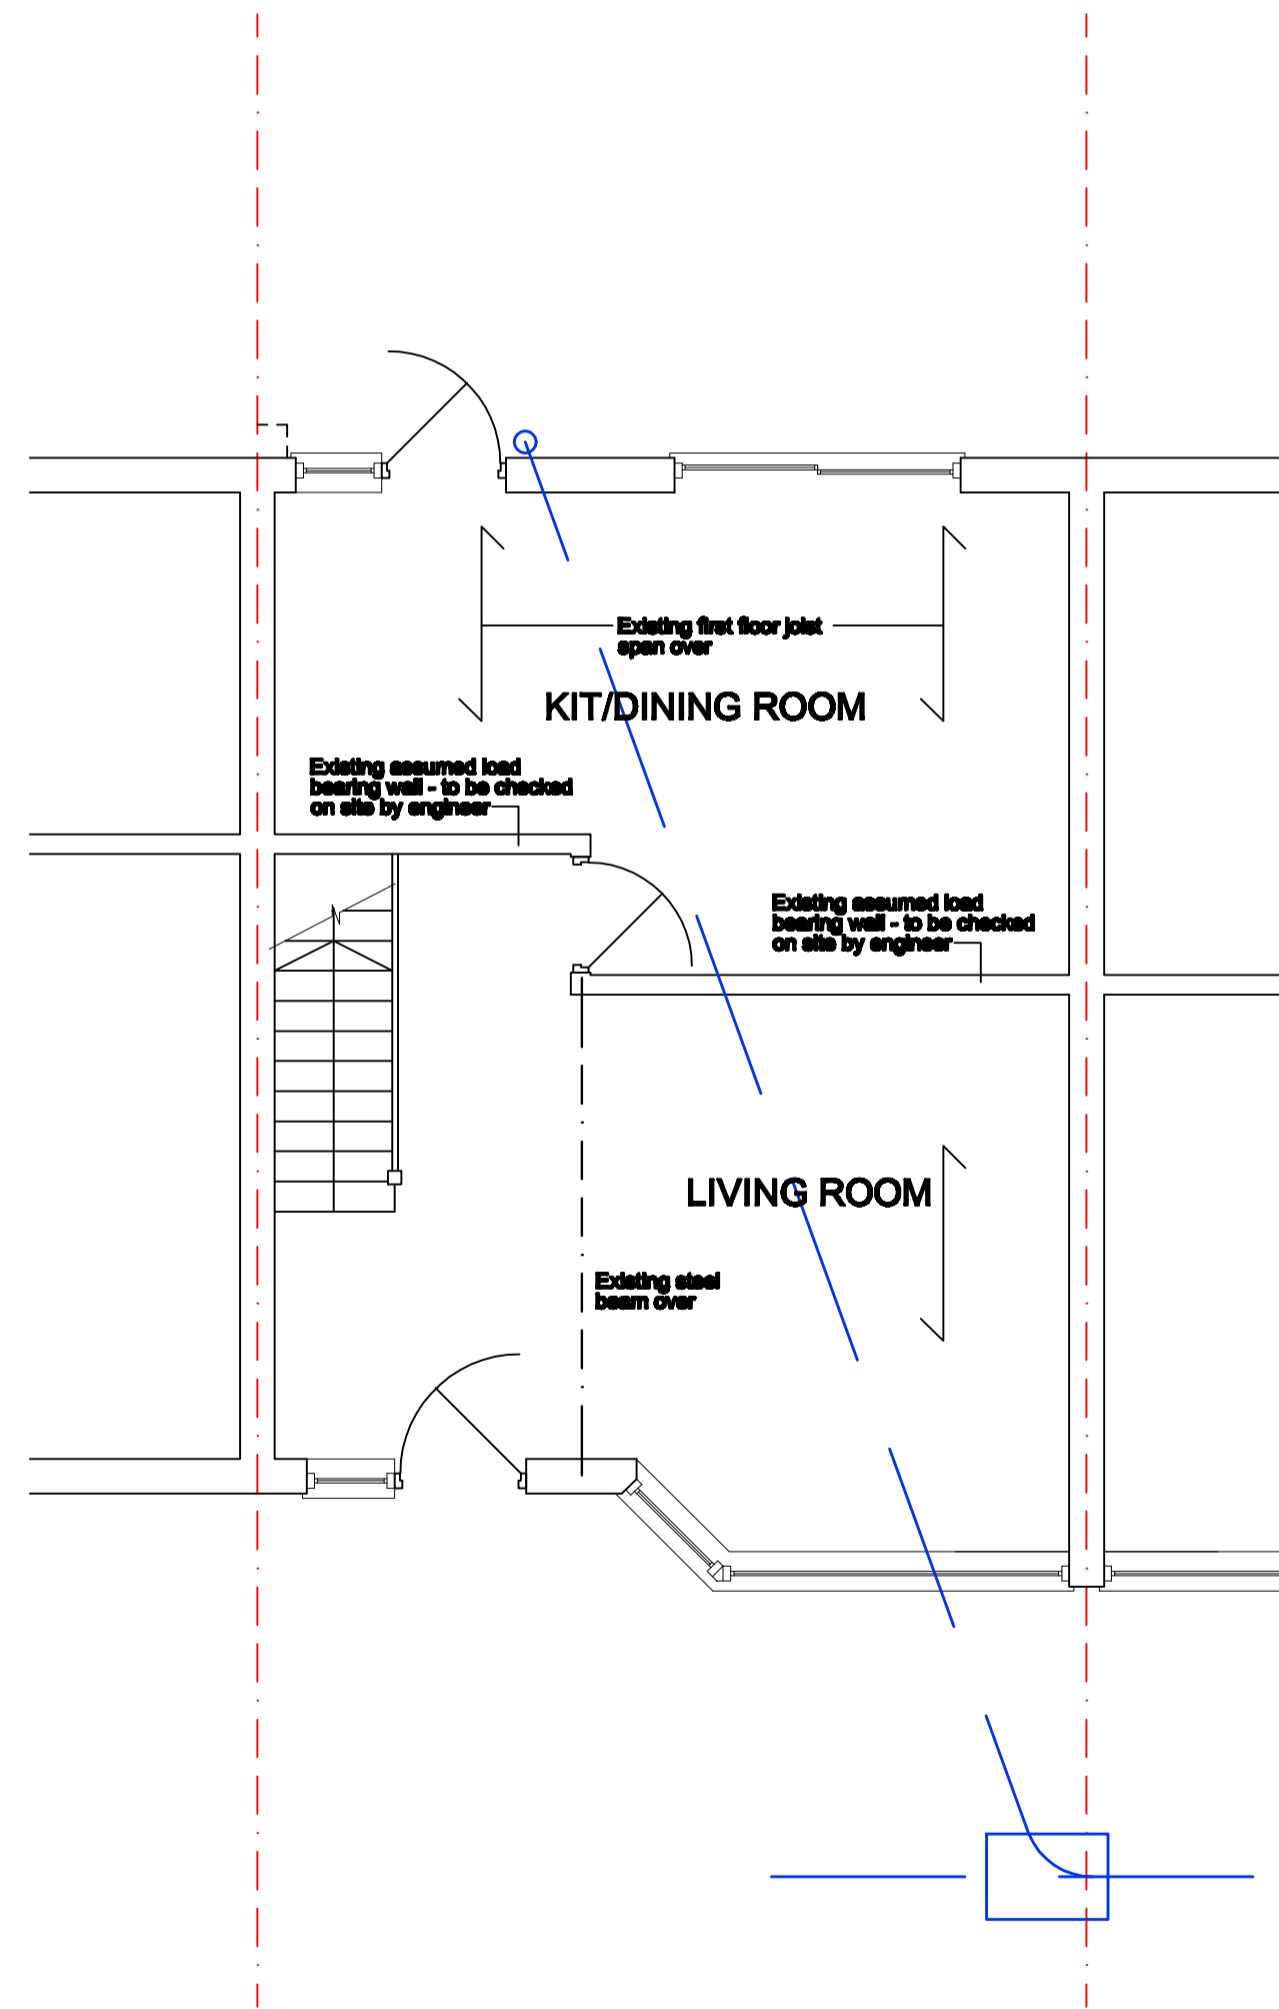 Existing first floor joist
span over
KIT/DINING ROOM
Existing assumed load
bearing wall - to be checked
on site by engineer
Existing assumed load
bearing wall - to be checked
on site by engineer
LIVING ROOM
Existing steel
beam over